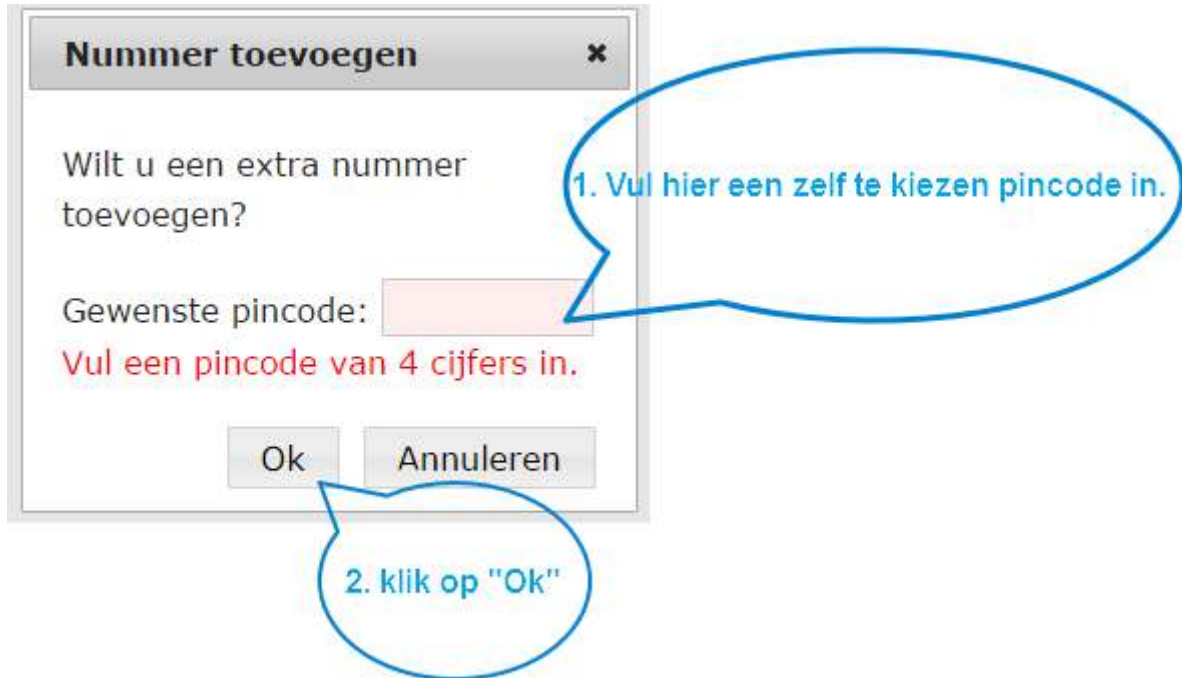 Nummer toevoegen
Wilt u een extra nummer
toevoegen?
1. Vul hier een zelf te kiezen pincode in.
Gewenste pincode:
Vul een pincode van 4 cijfers in.
Ok
Annuleren
2. klik op "Ok"